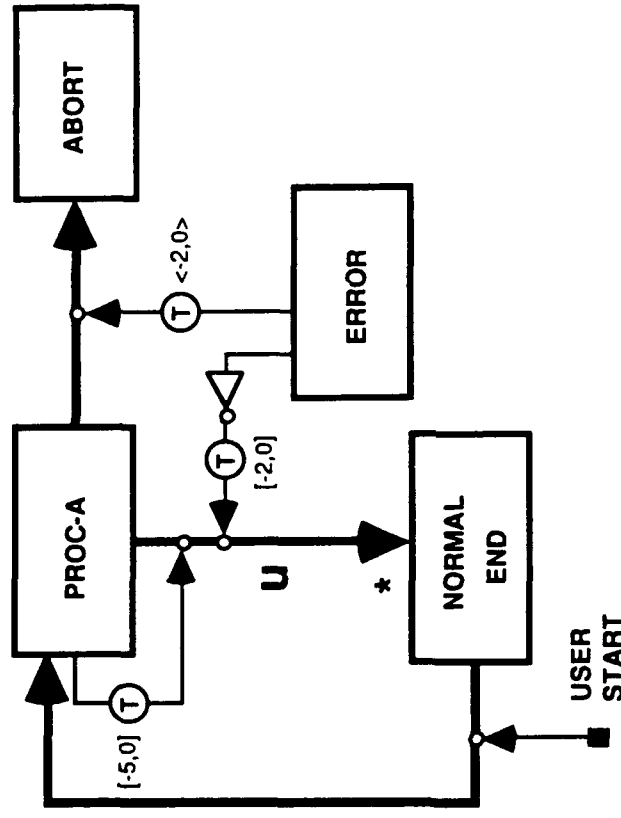 ABORT
<-2,0>
T
ERROR
PROC-A
T
[-2,0]
[-5,0]
T
U
*
NORMAL
END
USER
START